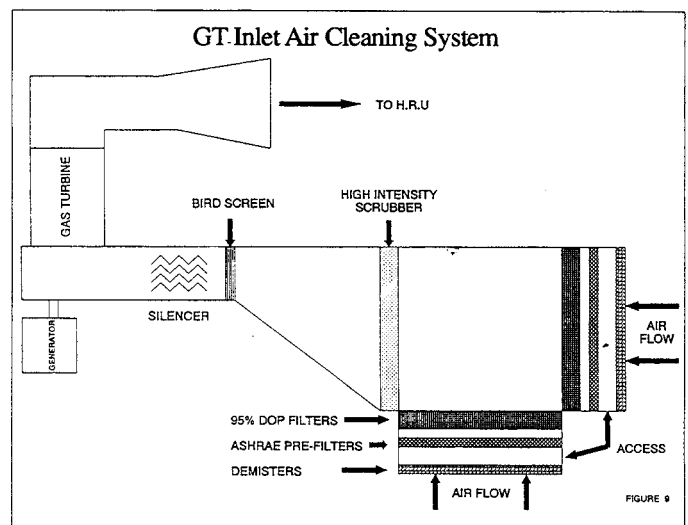 GT Inlet Air Cleaning System
TO H.R.U
GAS TURBINE
BIRD SCREEN
HIGH INTENSITY
SCRUBBER
SILENCER
GENERATOR
AIR
FLOW
95% DOP FILTERS
ASHRAE PRE-FILTERS
DEMISTERS
ACCESS
AIR FLOW
FIGURE 9